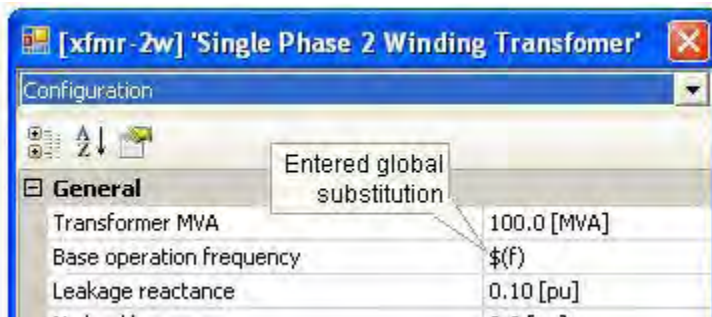 [xfmr-2w] 'Single Phase 2 Winding Transfomer'
Configuration
Entered global
substitution
General
Transformer MVA 100.0 [MVA]
Base operation frequency $(f)
Leakage reactance 0.10 [pu]